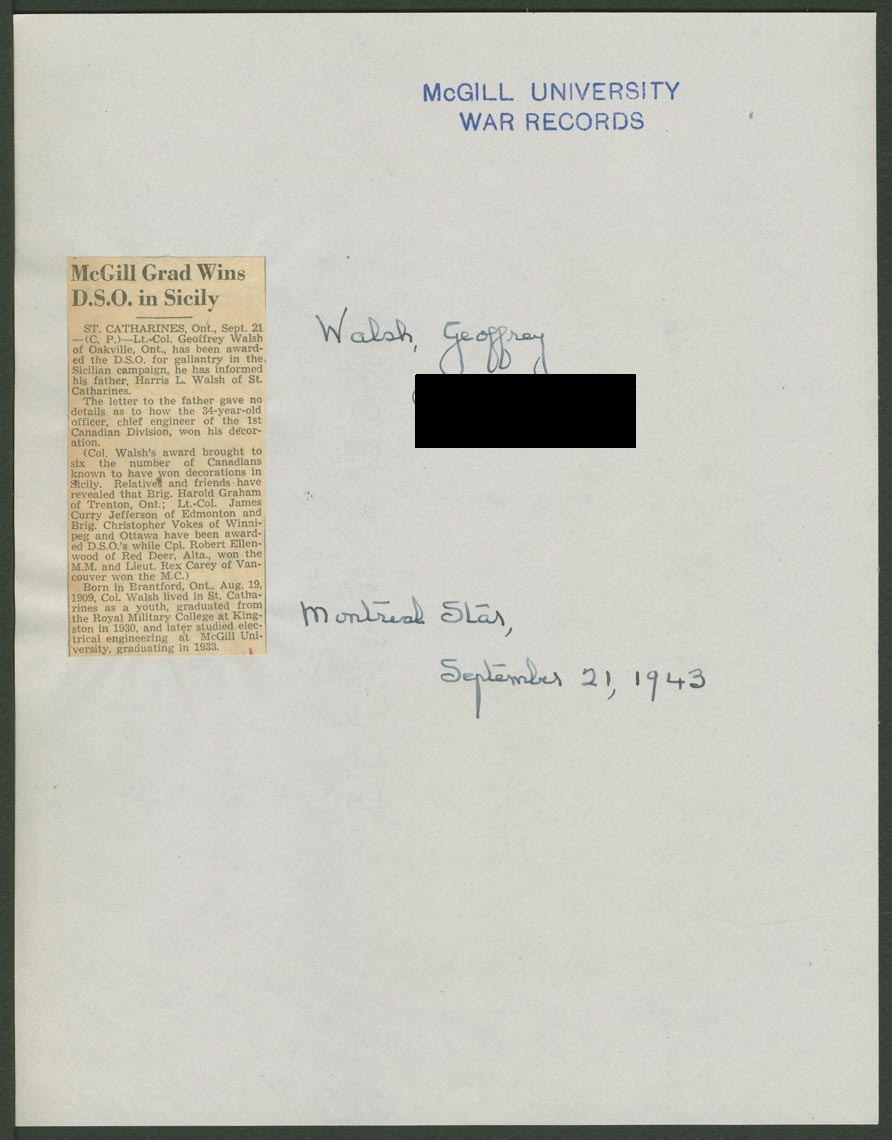 McGILL UNIVERSITY
WAR RECORDS
McGill Grad Wins
D.S.O. in Sicily
ST. CATHARINES, Ont., Sept. 21
—(C. P.)—Lt.-Col. Geoffrey Walsh
of Oakville, Ont., has been award-
ed the D.S.O. for gallantry in the
Sicilian campaign, he has informed
his father, Harris L. Walsh of St.
Catharines.
The letter to the father gave no
details as to how the 34-year-old
officer, chief engineer of the 1st
Canadian Division, won his decor-
ation.
(Col. Walsh's award brought to
six the number of Canadians
known to have won decorations in
Sicily. Relatives and friends have
revealed that Brig. Harold Graham
of Trenton, Ont.; Lt.-Col. James
Curry Jefferson of Edmonton and
Brig. Christopher Vokes of Winni-
peg and Ottawa have been award-
ed D.S.O.'s while Cpl. Robert Ellen-
wood of Red Deer, Alta., won the
M.M. and Lieut. Rex Carey of Van-
couver won the M.C.)
Born in Brantford, Ont., Aug. 19,
1909, Col. Walsh lived in St. Catha-
rines as a youth, graduated from
the Royal Military College at King-
ston in 1930, and later studied elec-
trical engineering at McGill Uni-
versity, graduating in 1933.
Walsh, Geoffrey
Montreal Star,
September 21, 1943